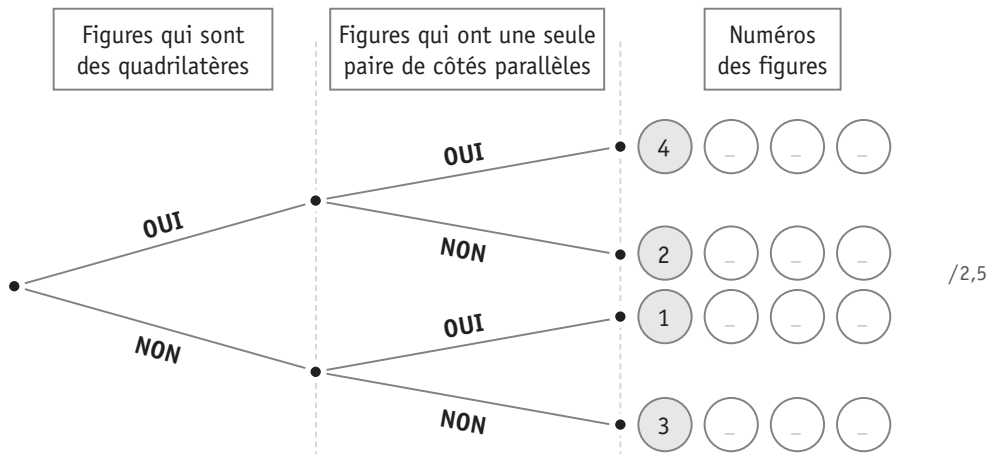 Figures qui sont
des quadrilatères
Figures qui ont une seule
paire de côtés parallèles
Numéros
des figures
OUI
NON
OUI
NON
OUI
NON
4 _ _ _
2 _ _ _
1 _ _ _
3 _ _ _
/2,5